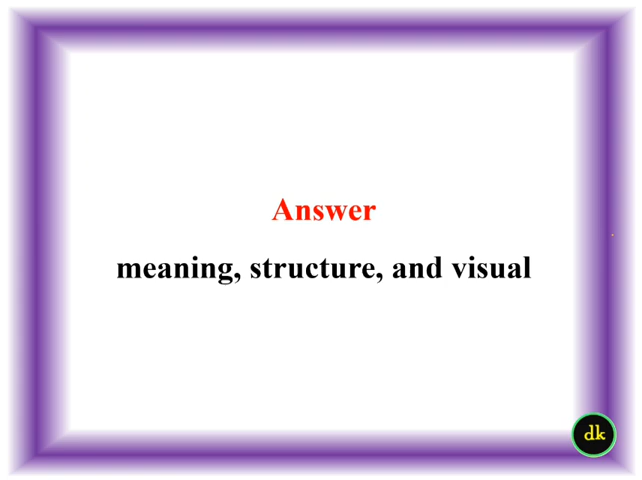 Answer
meaning, structure, and visual
dk